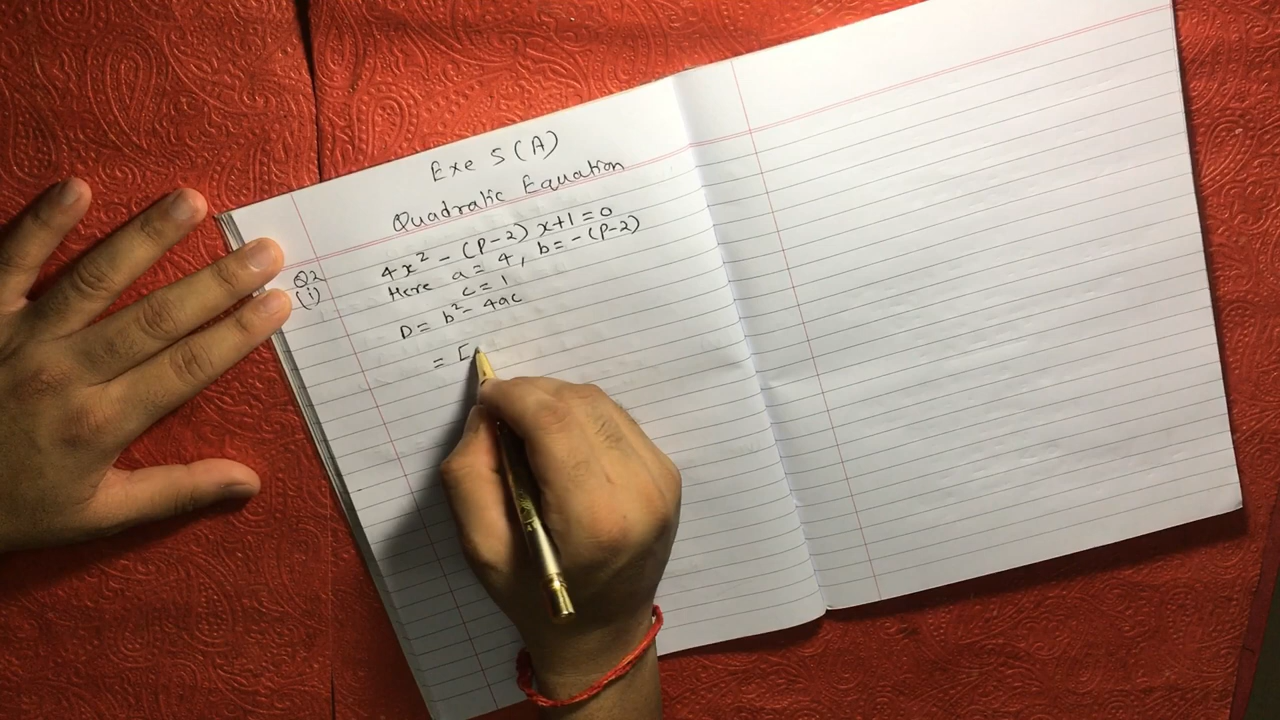 Exe 5(A)
Quadratic Equation
Q2 4x² - (P-2) x+1=0
(i) Here a = 4, b = -(P-2)
c = 1
D = b² - 4ac
= [